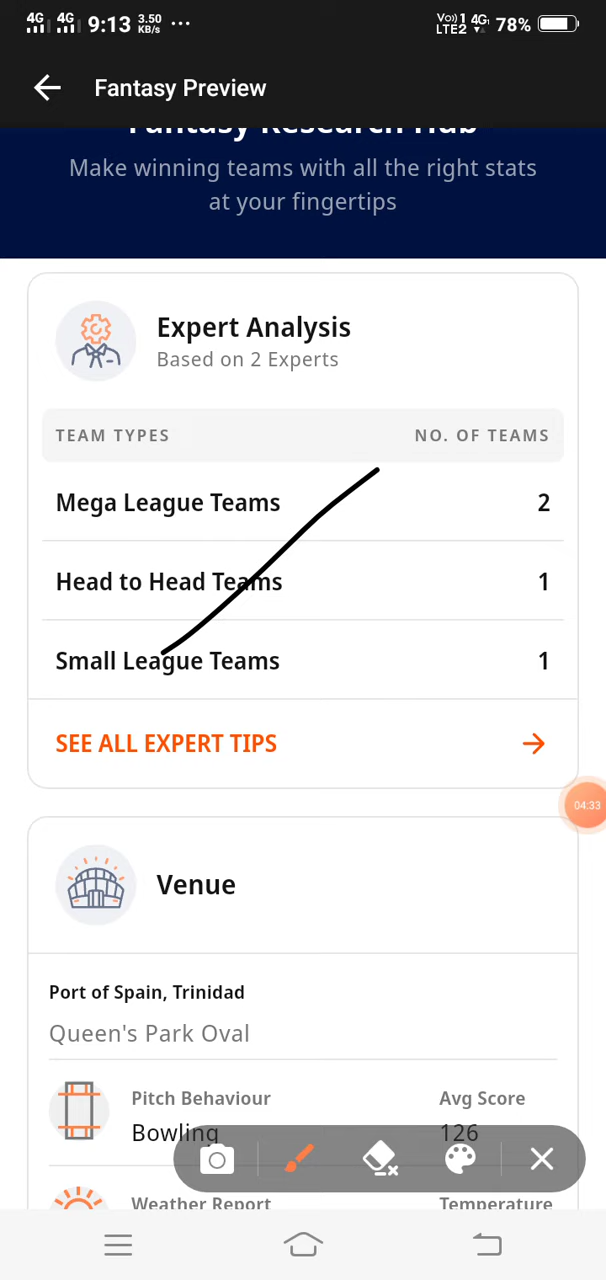 4G 4G 9:13 3.50 KB/s ... Vo)) 1 4G LTE2 78%
Fantasy Preview
Fantasy Research Hub
Make winning teams with all the right stats
at your fingertips
Expert Analysis
Based on 2 Experts
TEAM TYPES NO. OF TEAMS
Mega League Teams 2
Head to Head Teams 1
Small League Teams 1
SEE ALL EXPERT TIPS
04:33
Venue
Port of Spain, Trinidad
Queen's Park Oval
Pitch Behaviour Avg Score
Bowling 126
Weather Report Temperature